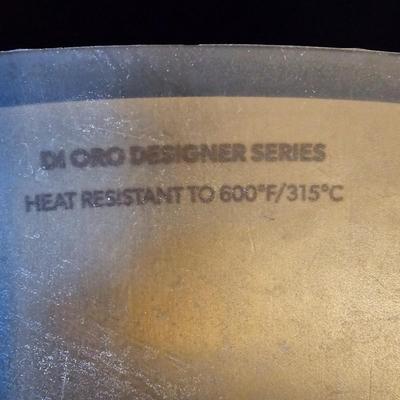 DI ORO DESIGNER SERIES
HEAT RESISTANT TO 600°F/315°C